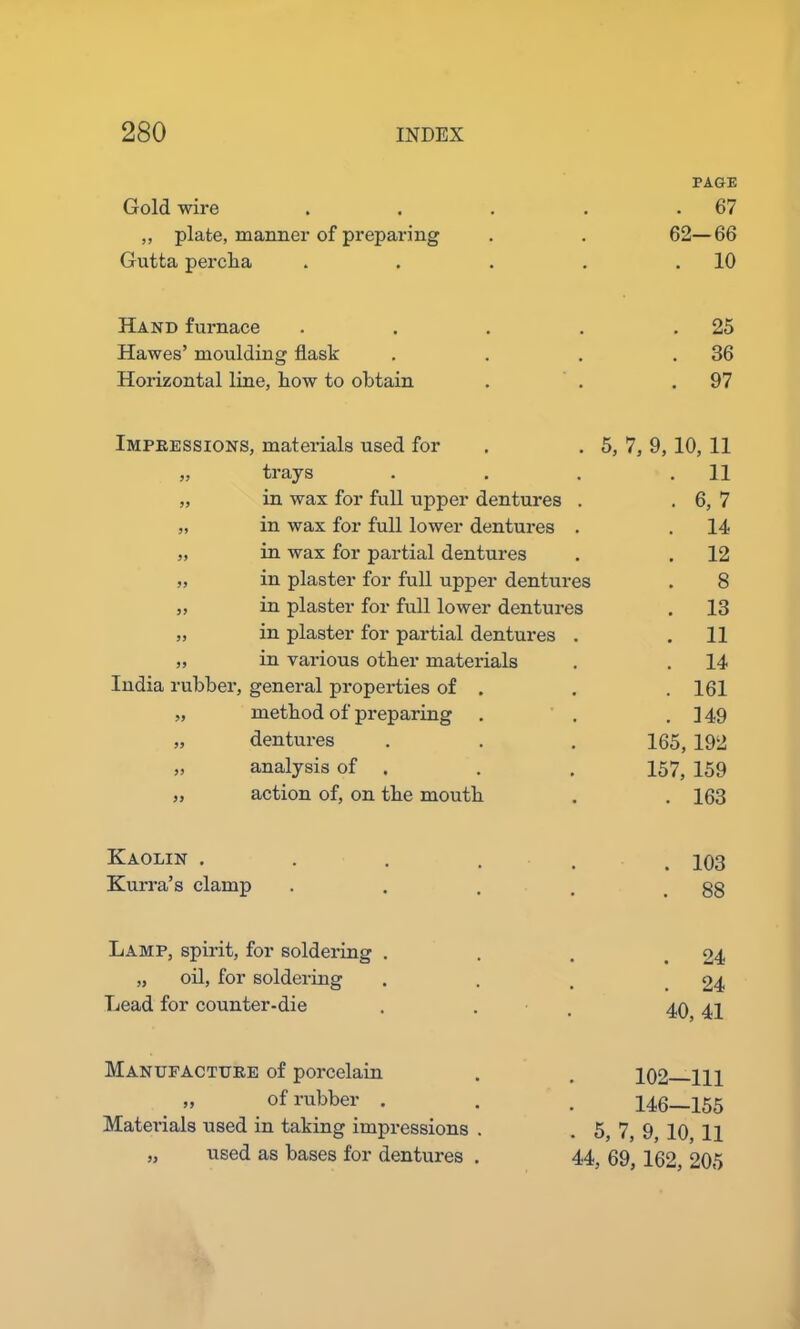 280 INDEX
PAGE
Gold wire . . . . . 67
„ plate, manner of preparing . . 62—66
Gutta percha . . . . . 10
HAND furnace . . . . . 25
Hawes’ moulding flask . . . . 36
Horizontal line, how to obtain . . . 97
IMPRESSIONS, materials used for . . 5, 7, 9, 10, 11
„ trays . . . . 11
„ in wax for full upper dentures . . 6, 7
„ in wax for full lower dentures . . 14
„ in wax for partial dentures . . 12
„ in plaster for full upper dentures . 8
„ in plaster for full lower dentures . 13
„ in plaster for partial dentures . . 11
„ in various other materials . . 14
India rubber, general properties of . . . 161
„ method of preparing . . . 149
„ dentures . . . 165, 192
„ analysis of . . . 157, 159
„ action of, on the mouth . . 163
KAOLIN . . . . . . 103
Kurra’s clamp . . . . . 88
LAMP, spirit, for soldering . . . . 24
„ oil, for soldering . . . . 24
Lead for counter-die . . . 40, 41
MANUFACTURE of porcelain . . 102—111
„ of rubber . . . 146—155
Materials used in taking impressions . . 5, 7, 9, 10, 11
„ used as bases for dentures . 44, 69, 162, 205